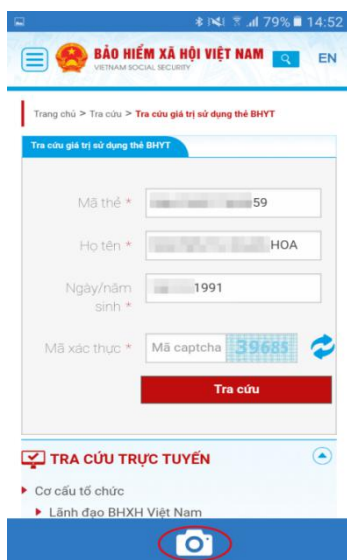 79% 14:52
BẢO HIỂM XÃ HỘI VIỆT NAM
VIETNAM SOCIAL SECURITY
EN
Trang chủ > Tra cứu > Tra cứu giá trị sử dụng thẻ BHYT
Tra cứu giá trị sử dụng thẻ BHYT
Mã thẻ * 59
Họ tên * HOA
Ngày/năm sinh * 1991
Mã xác thực * Mã captcha 39685
Tra cứu
TRA CỨU TRỰC TUYẾN
Cơ cấu tổ chức
Lãnh đạo BHXH Việt Nam